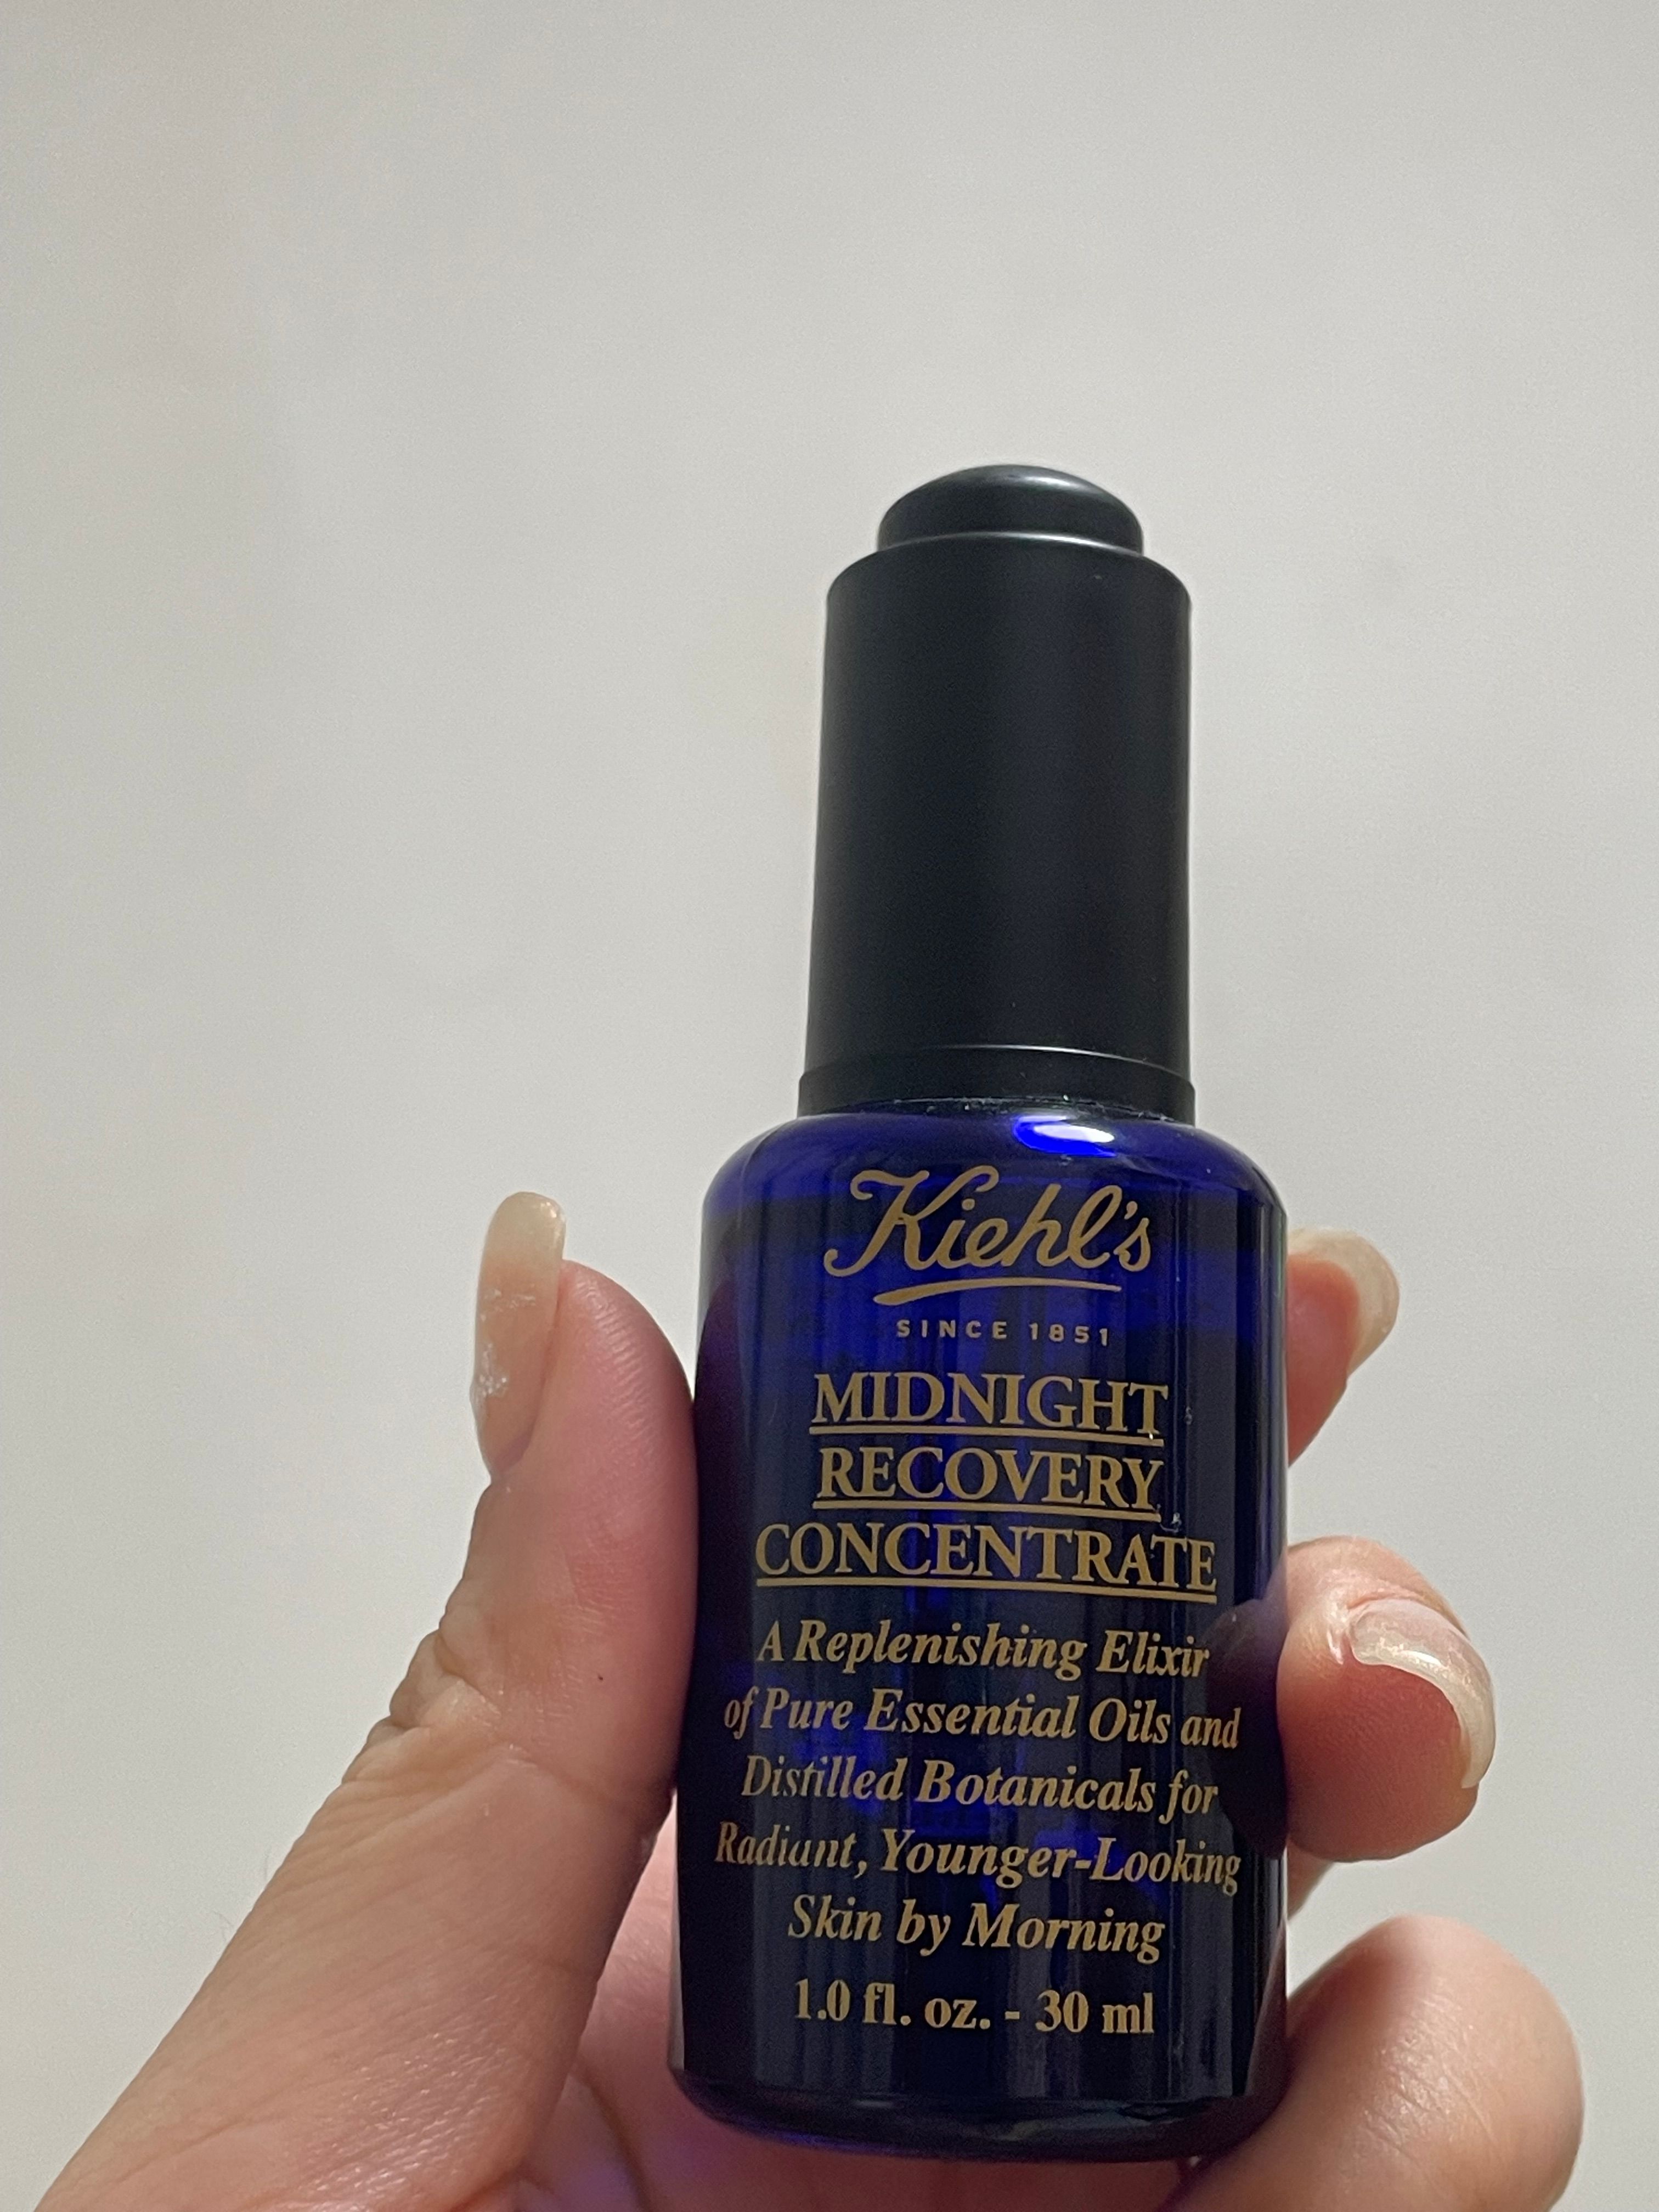 Kiehl's
SINCE 1851
MIDNIGHT
RECOVERY
CONCENTRATE
A Replenishing Elixir
of Pure Essential Oils and
Distilled Botanicals for
Radiant, Younger-Looking
Skin by Morning
1.0 fl. oz. - 30 ml